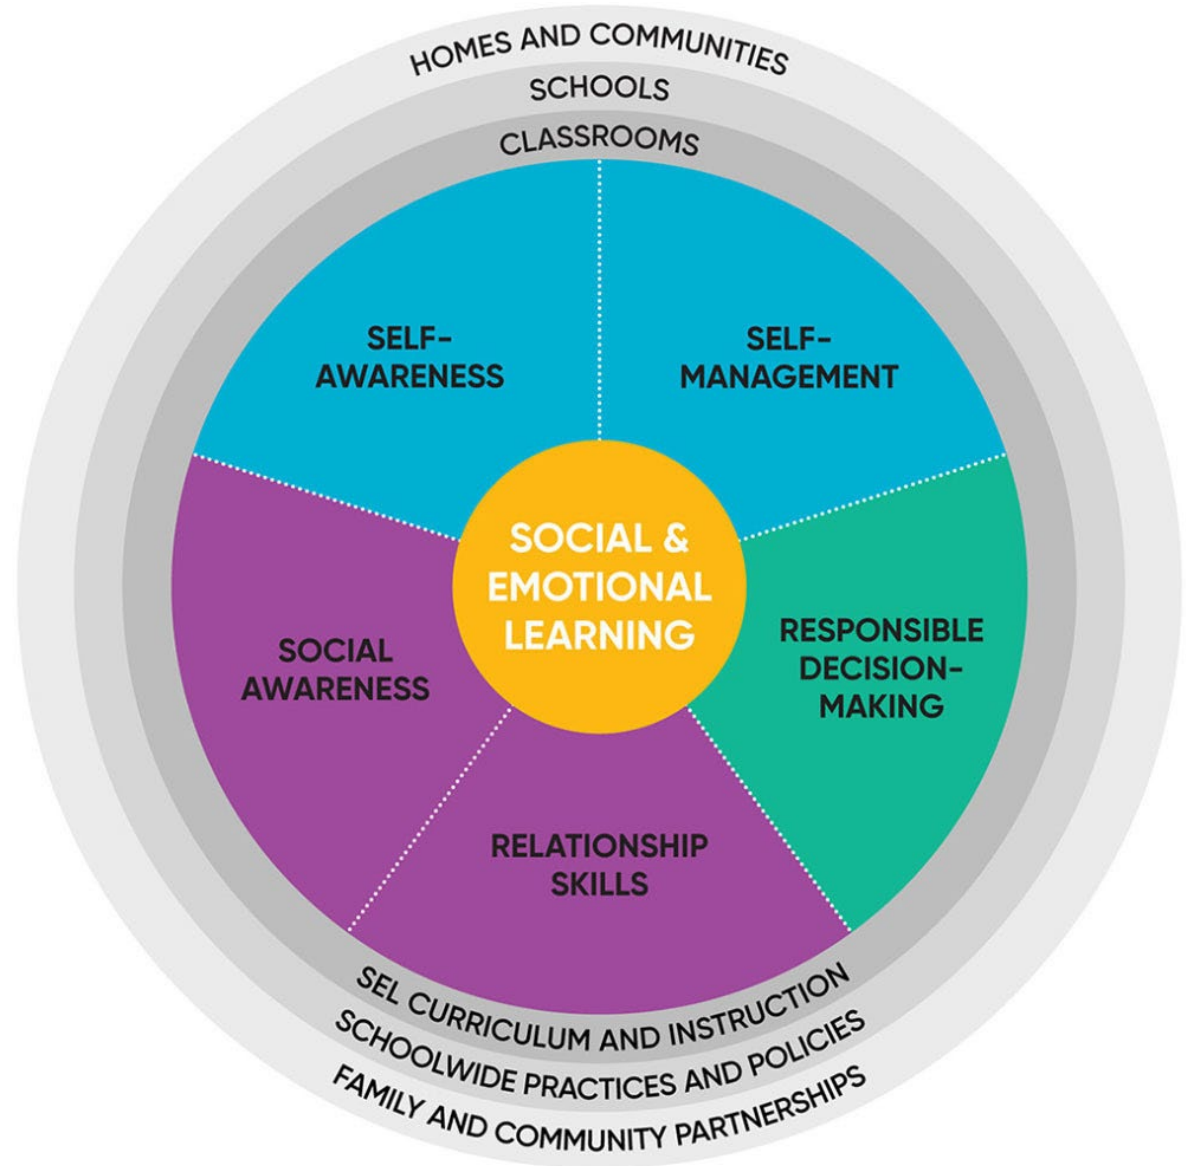 HOMES AND COMMUNITIES
SCHOOLS
CLASSROOMS
SELF-
AWARENESS
SELF-
MANAGEMENT
SOCIAL &
EMOTIONAL
LEARNING
SOCIAL
AWARENESS
RESPONSIBLE
DECISION-
MAKING
RELATIONSHIP
SKILLS
SEL CURRICULUM AND INSTRUCTION
SCHOOLWIDE PRACTICES AND POLICIES
FAMILY AND COMMUNITY PARTNERSHIPS